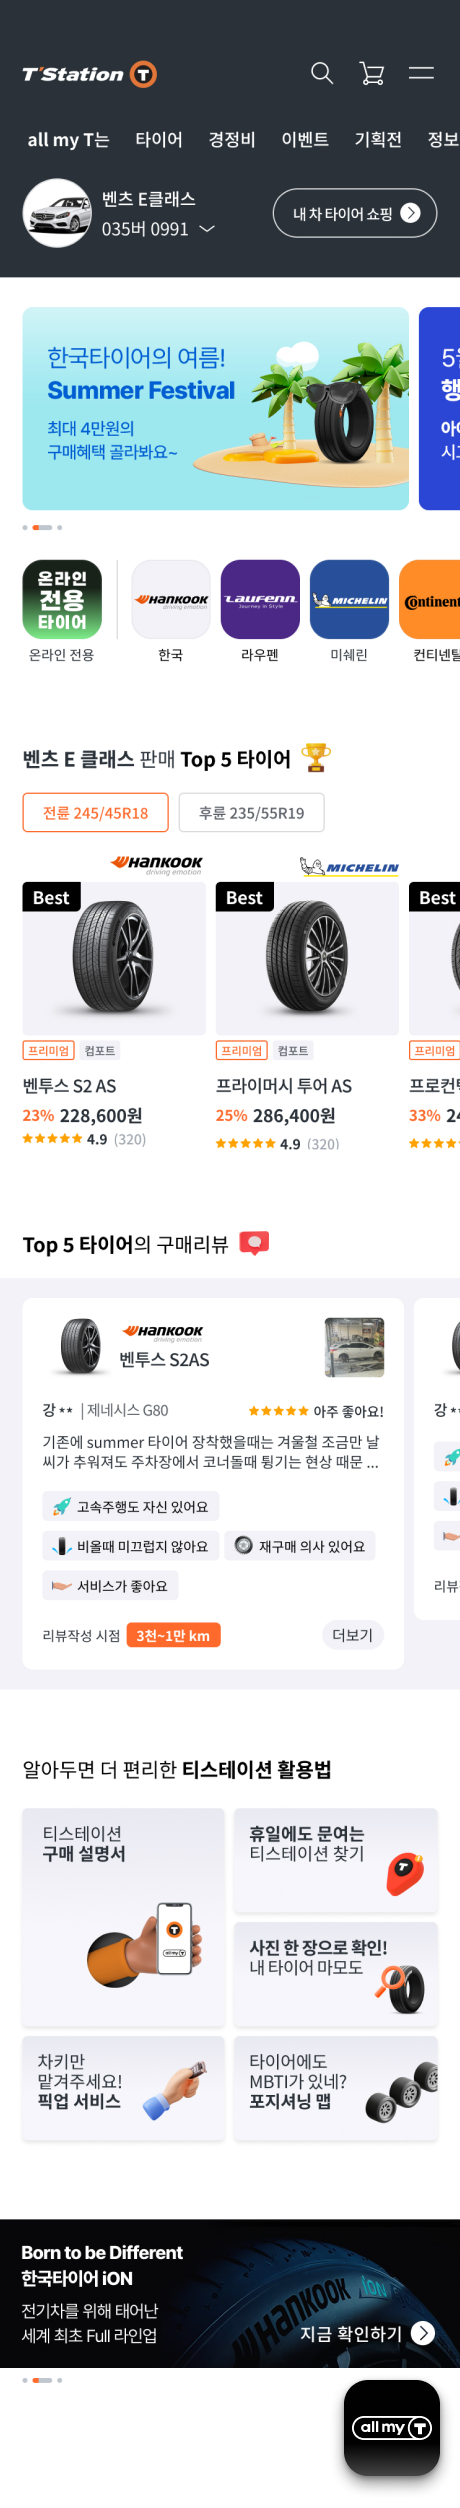 T'Station T
all my T는 타이어 경정비 이벤트 기획전 정보
벤츠 E클래스
035버 0991
내 차 타이어 쇼핑
한국타이어의 여름!
Summer Festival
최대 4만원의
구매혜택 골라봐요~
온라인
전용
타이어
HANKOOK
driving emotion
LAUFENN
Journey in Style
MICHELIN
Continent
온라인 전용
한국
라우펜
미쉐린
컨티넨탈
벤츠 E 클래스 판매 Top 5 타이어
전륜 245/45R18
후륜 235/55R19
HANKOOK
driving emotion
MICHELIN
Best
Best
Best
프리미엄 컴포트
프리미엄 컴포트
프리미엄
벤투스 S2 AS
프라이머시 투어 AS
프로컨택
23% 228,600원
25% 286,400원
33% 24
4.9 (320)
4.9 (320)
Top 5 타이어의 구매리뷰
HANKOOK
driving emotion
벤투스 S2AS
강 ** | 제네시스 G80
아주 좋아요!
기존에 summer 타이어 장착했을때는 겨울철 조금만 날
씨가 추워져도 주차장에서 코너돌때 튕기는 현상 때문 ...
고속주행도 자신 있어요
비올때 미끄럽지 않아요
재구매 의사 있어요
서비스가 좋아요
리뷰작성 시점 3천~1만 km
더보기
강 *
리뷰
알아두면 더 편리한 티스테이션 활용법
티스테이션
구매 설명서
all my T
휴일에도 문여는
티스테이션 찾기
사진 한 장으로 확인!
내 타이어 마모도
차키만
맡겨주세요!
픽업 서비스
타이어에도
MBTI가 있네?
포지셔닝 맵
Born to be Different
한국타이어 iON
전기차를 위해 태어난
세계 최초 Full 라인업
HANKOOK iON
지금 확인하기
all my T